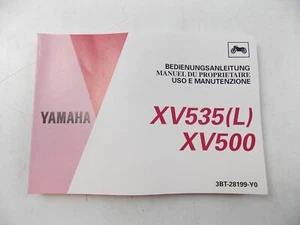 BEDIENUNGSANLEITUNG
MANUEL DU PROPRIETAIRE
USO E MANUTENZIONE
YAMAHA
XV535(L)
XV500
3BT-28199-Y0